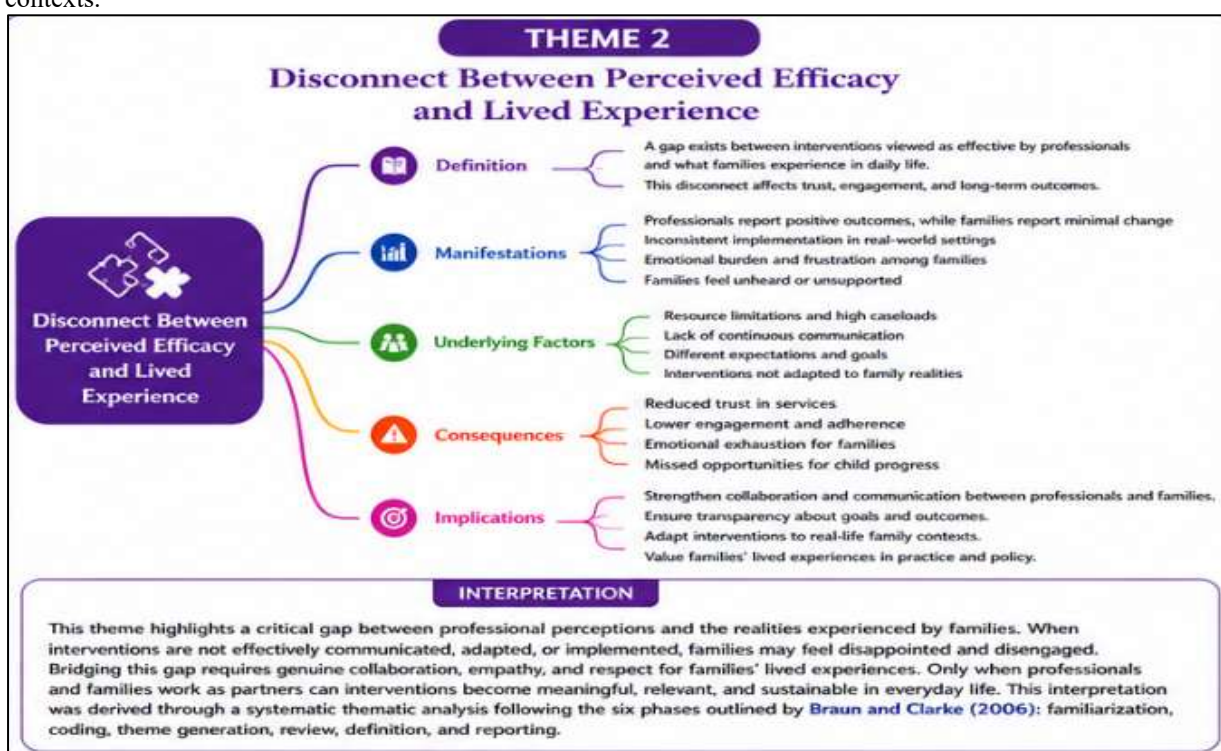 contexts.
THEME 2
Disconnect Between Perceived Efficacy
and Lived Experience
Disconnect Between
Perceived Efficacy
and Lived
Experience
Definition
A gap exists between interventions viewed as effective by professionals
and what families experience in daily life.
This disconnect affects trust, engagement, and long-term outcomes.
Manifestations
Professionals report positive outcomes, while families report minimal change
Inconsistent implementation in real-world settings
Emotional burden and frustration among families
Families feel unheard or unsupported
Underlying Factors
Resource limitations and high caseloads
Lack of continuous communication
Different expectations and goals
Interventions not adapted to family realities
Consequences
Reduced trust in services
Lower engagement and adherence
Emotional exhaustion for families
Missed opportunities for child progress
Implications
Strengthen collaboration and communication between professionals and families.
Ensure transparency about goals and outcomes.
Adapt interventions to real-life family contexts.
Value families' lived experiences in practice and policy.
INTERPRETATION
This theme highlights a critical gap between professional perceptions and the realities experienced by families. When
interventions are not effectively communicated, adapted, or implemented, families may feel disappointed and disengaged.
Bridging this gap requires genuine collaboration, empathy, and respect for families' lived experiences. Only when professionals
and families work as partners can interventions become meaningful, relevant, and sustainable in everyday life. This interpretation
was derived through a systematic thematic analysis following the six phases outlined by Braun and Clarke (2006): familiarization,
coding, theme generation, review, definition, and reporting.